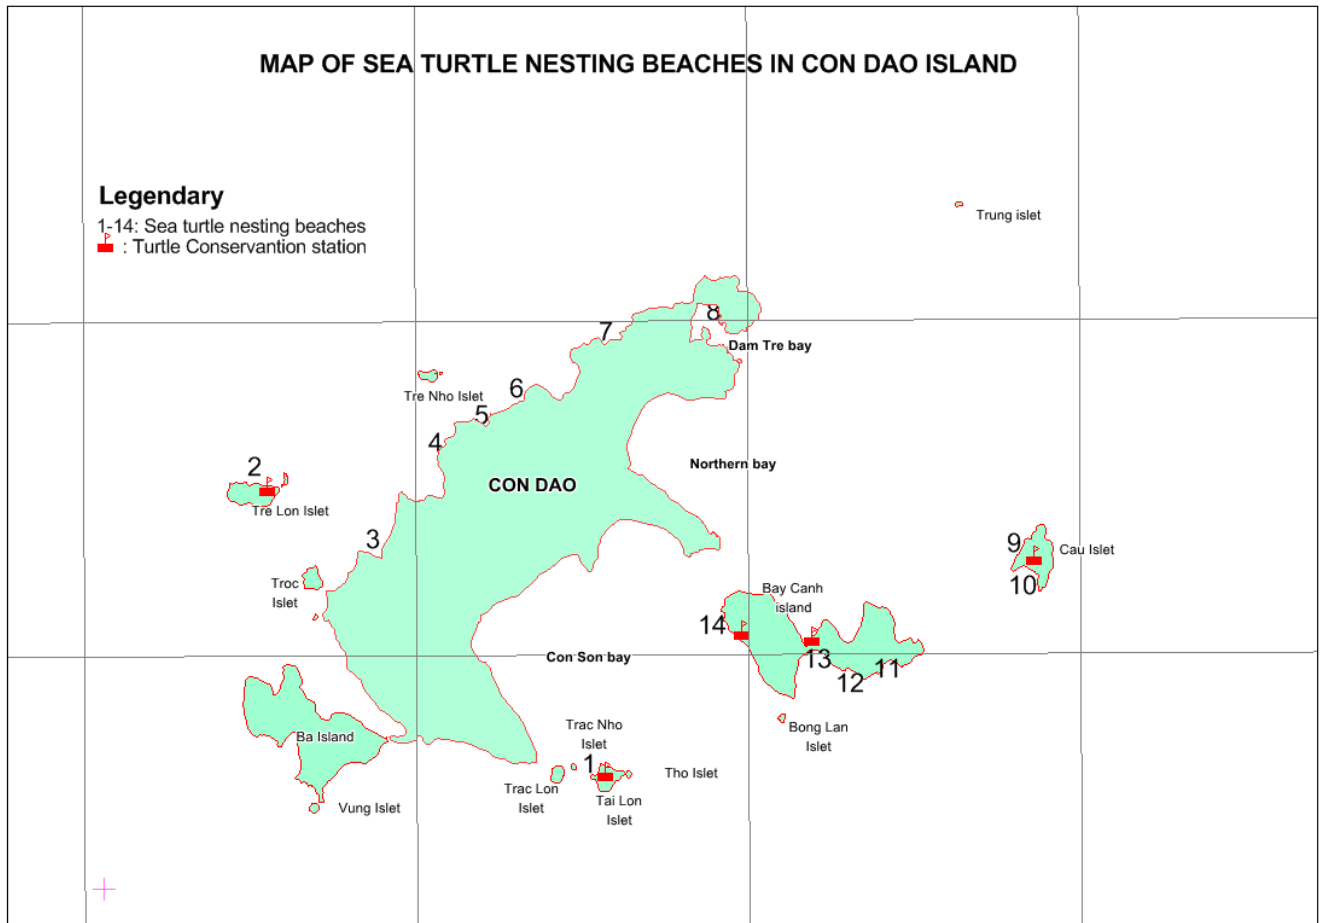 MAP OF SEA TURTLE NESTING BEACHES IN CON DAO ISLAND
Legendary
1-14: Sea turtle nesting beaches
: Turtle Conservantion station
Trung islet
8
7
Dam Tre bay
Tre Nho Islet
6
5
4
Northern bay
2
CON DAO
Tre Lon Islet
3
9
Cau Islet
10
Troc
Islet
Bay Canh
island
14
13
11
12
Con Son bay
Ba Island
Bong Lan
Islet
Trac Nho
Islet
1
Tho Islet
Trac Lon
Islet
Tai Lon
Islet
Vung Islet